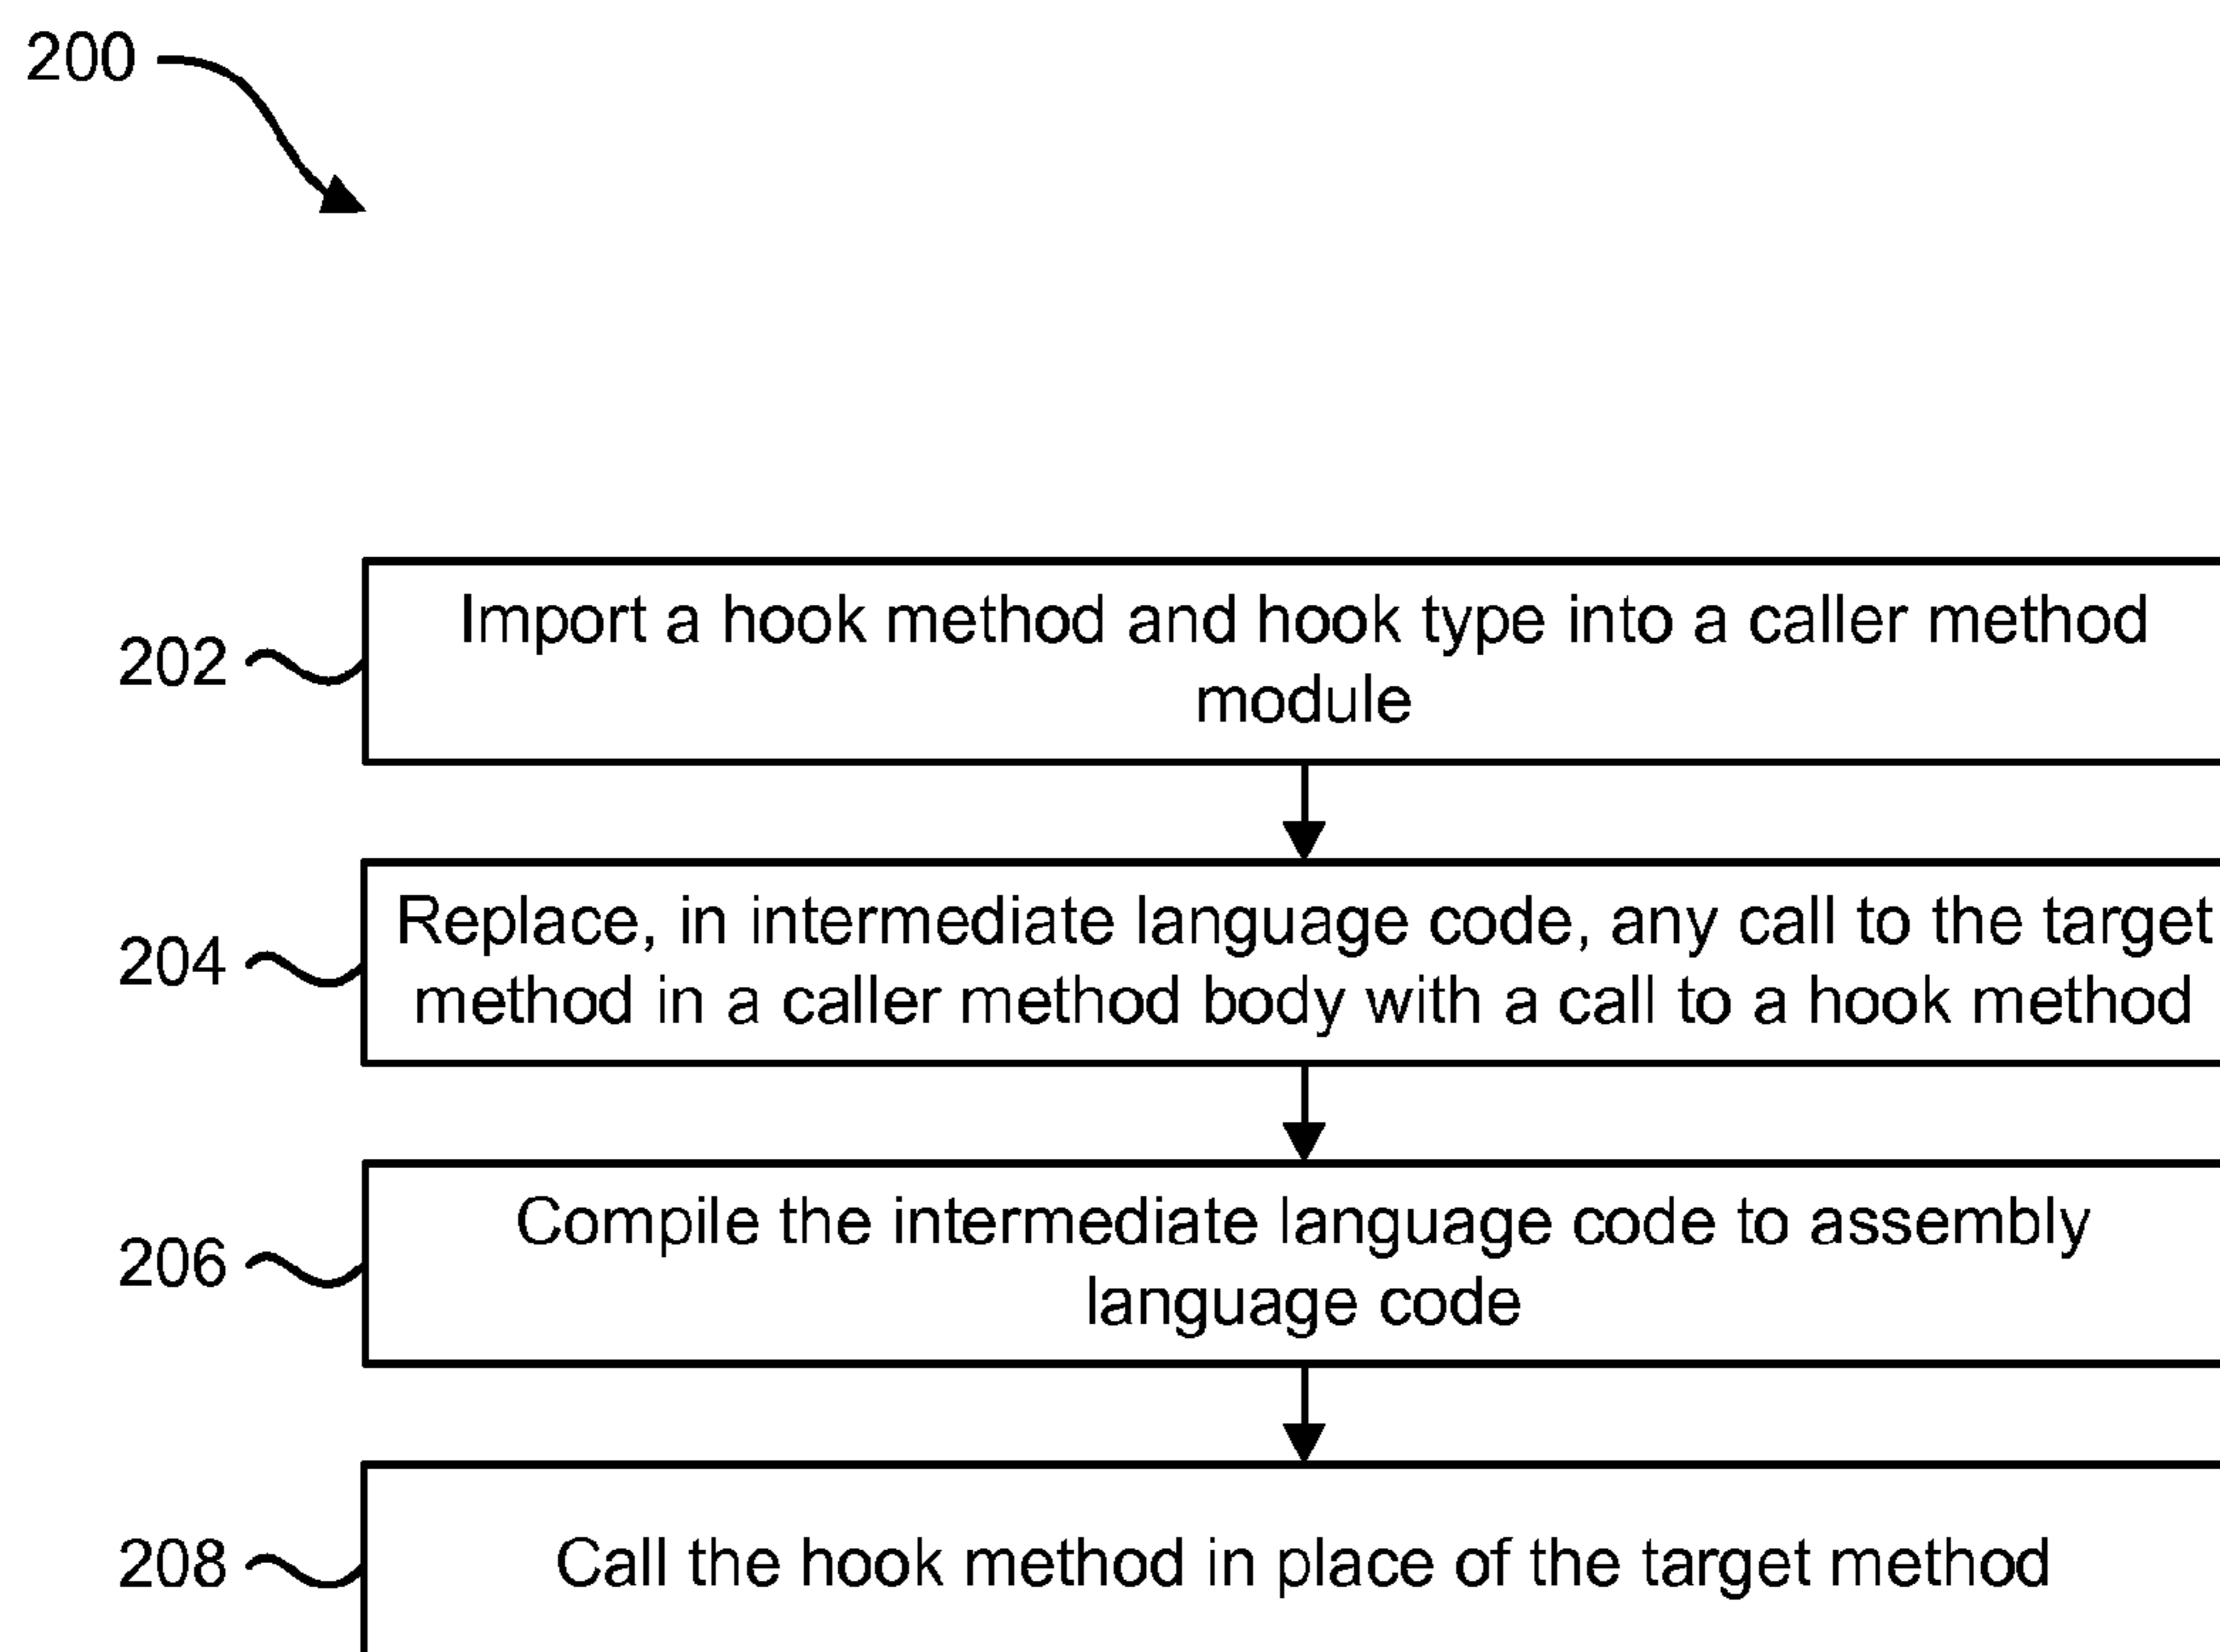 200
202
Import a hook method and hook type into a caller method
module
204
Replace, in intermediate language code, any call to the target
method in a caller method body with a call to a hook method
206
Compile the intermediate language code to assembly
language code
208
Call the hook method in place of the target method